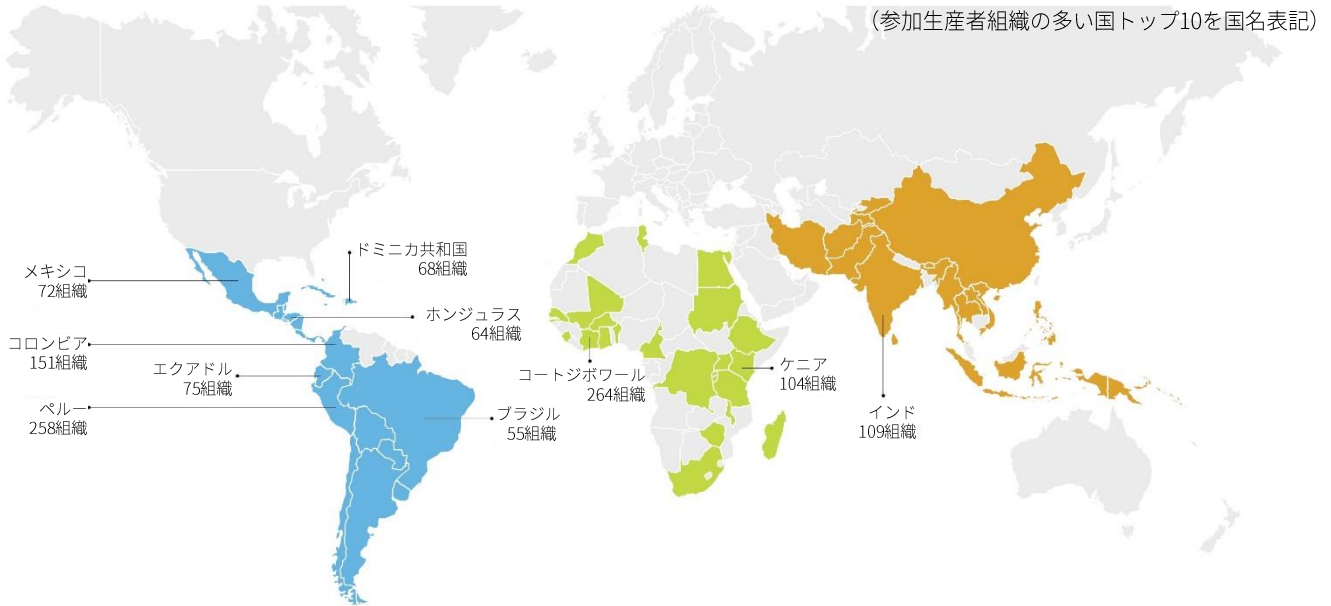 （参加生産者組織の多い国トップ10を国名表記）
ドミニカ共和国
68組織
メキシコ
72組織
ホンジュラス
64組織
コロンビア
151組織
エクアドル
75組織
コートジボワール
264組織
ケニア
104組織
ペルー
258組織
ブラジル
55組織
インド
109組織